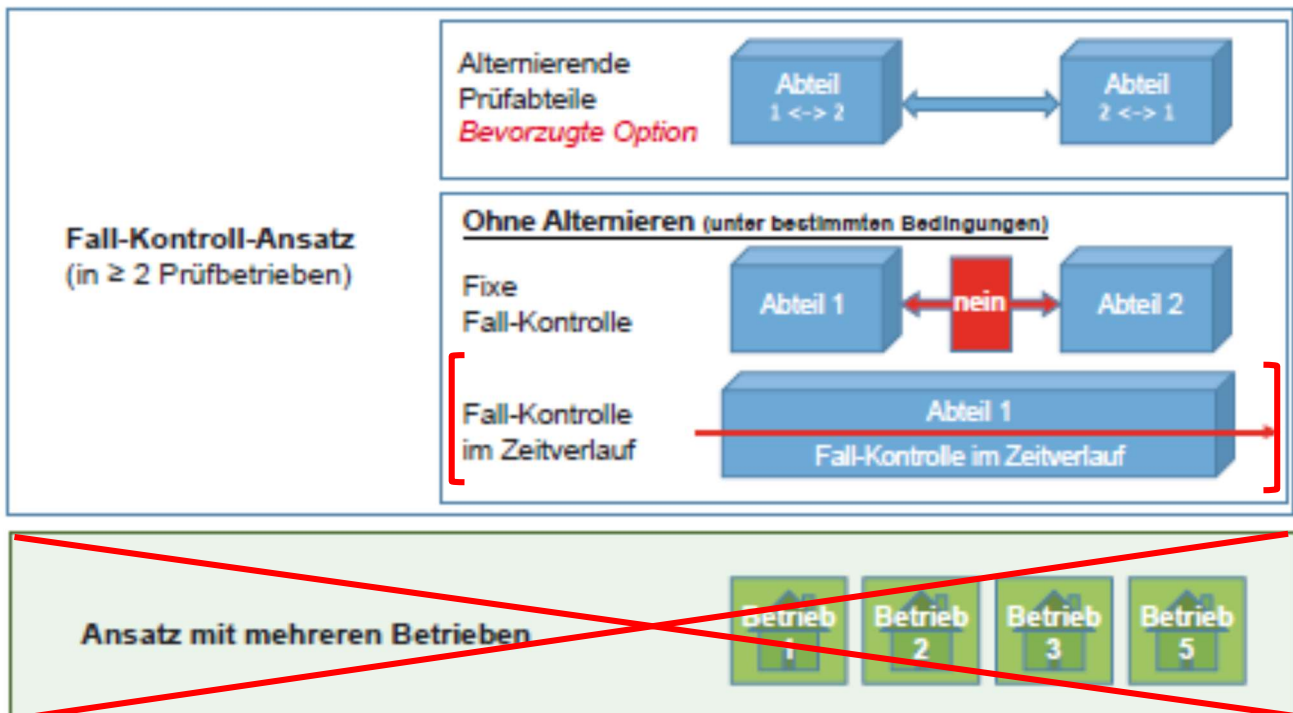 Fall-Kontroll-Ansatz
(in ≥ 2 Prüfbetrieben)
Alternierende
Prüfabteile
Bevorzugte Option
Abteil
1 <-> 2
Abteil
2 <-> 1
Ohne Alternieren (unter bestimmten Bedingungen)
Fixe
Fall-Kontrolle
Abteil 1
nein
Abteil 2
Fall-Kontrolle
im Zeitverlauf
Abteil 1
Fall-Kontrolle im Zeitverlauf
Ansatz mit mehreren Betrieben
Betrieb
1
Betrieb
2
Betrieb
3
Betrieb
5